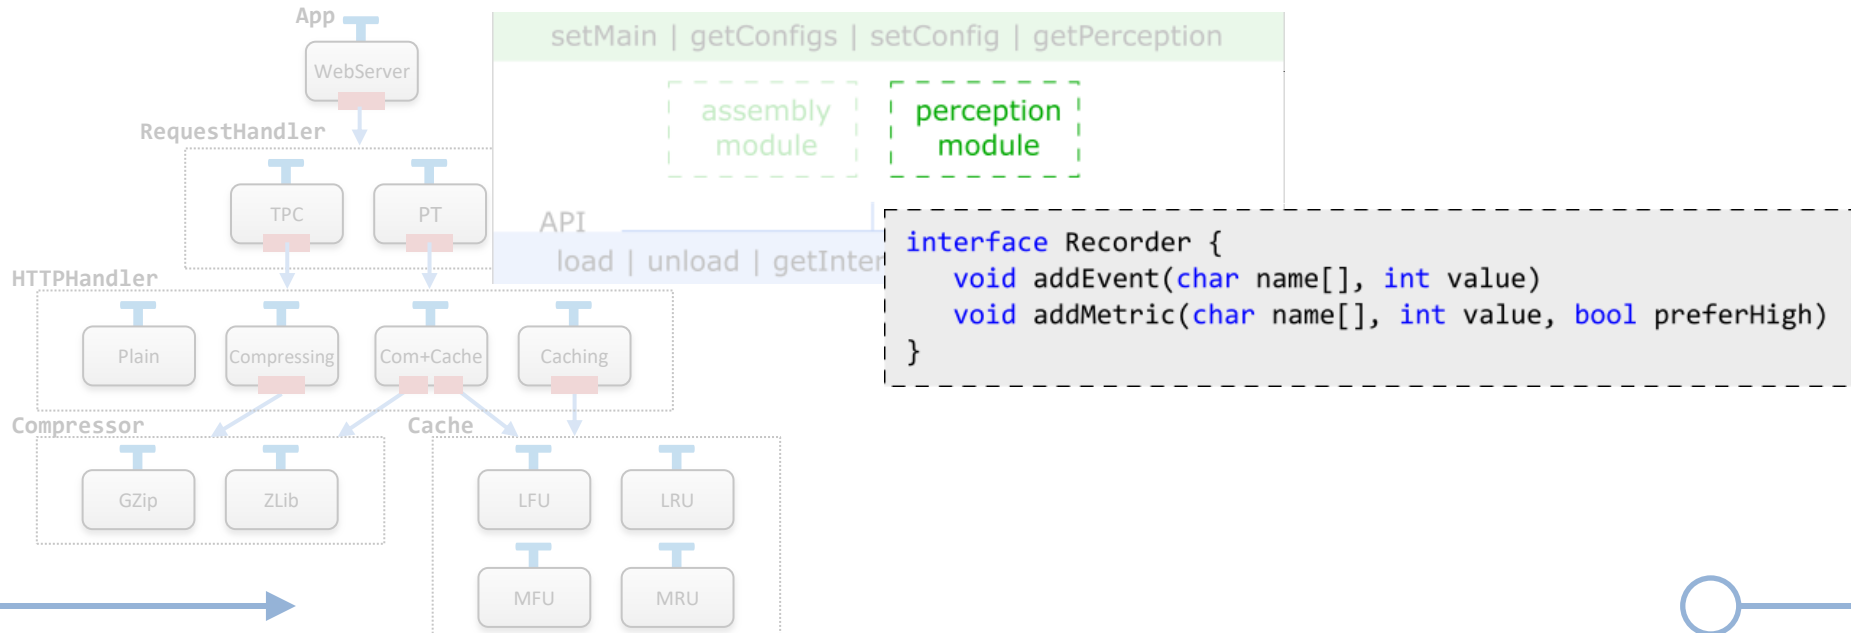 App
WebServer
RequestHandler
TPC
PT
HTTPHandler
Plain
Compressing
Com+Cache
Caching
Compressor
Cache
GZip
ZLib
LFU
LRU
MFU
MRU
setMain | getConfigs | setConfig | getPerception
assembly
module
perception
module
API
load | unload | getInter
interface Recorder {
void addEvent(char name[], int value)
void addMetric(char name[], int value, bool preferHigh)
}